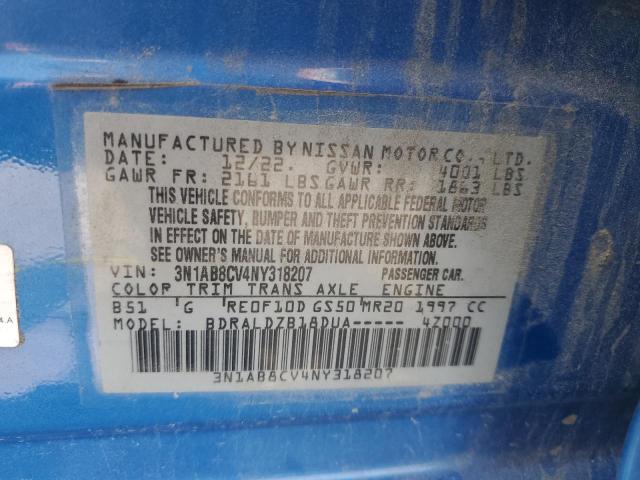 MANUFACTURED BY NISSAN MOTOR CO., LTD.
DATE: 12/22. GVWR: 4001 LBS
GAWR FR: 2161 LBS GAWR RR: 1863 LBS
THIS VEHICLE CONFORMS TO ALL APPLICABLE FEDERAL MOTOR
VEHICLE SAFETY, BUMPER AND THEFT PREVENTION STANDARDS
IN EFFECT ON THE DATE OF MANUFACTURE SHOWN ABOVE.
SEE OWNER'S MANUAL FOR ADDITIONAL INFORMATION.
VIN: 3N1AB8CV4NY318207 PASSENGER CAR.
COLOR TRIM TRANS AXLE ENGINE
B51 G RE0F10D GS50 MR20 1997 CC
MODEL: BDRALDZB18DUA----- 4Z000
3N1AB8CV4NY318207